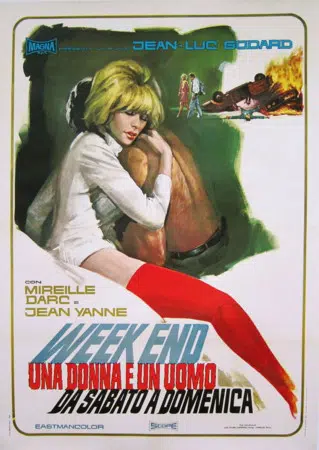 MAGNA
JEAN-LUC GODARD
CON
MIREILLE
DARC E
JEAN YANNE
WEEK END
UNA DONNA E UN UOMO
DA SABATO A DOMENICA
EASTMANCOLOR